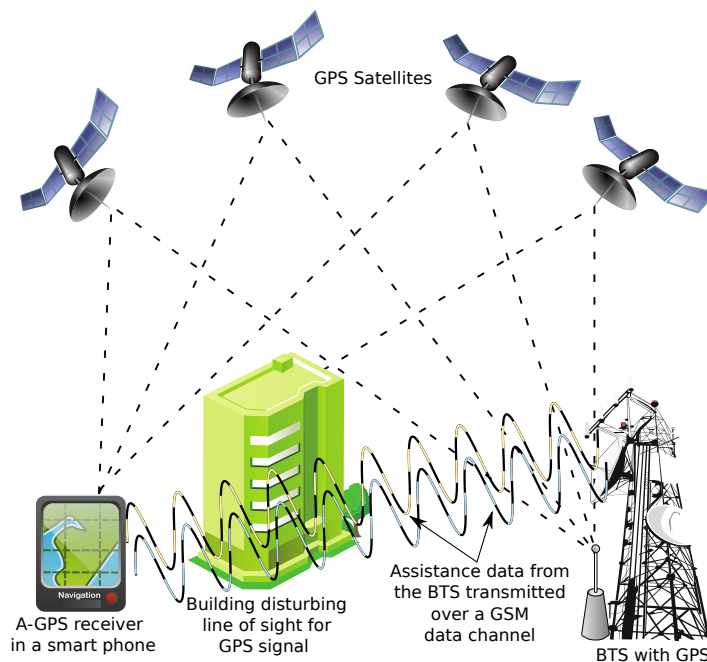 GPS Satellites
Navigation
A-GPS receiver
in a smart phone
Building disturbing
line of sight for
GPS signal
Assistance data from
the BTS transmitted
over a GSM
data channel
BTS with GPS